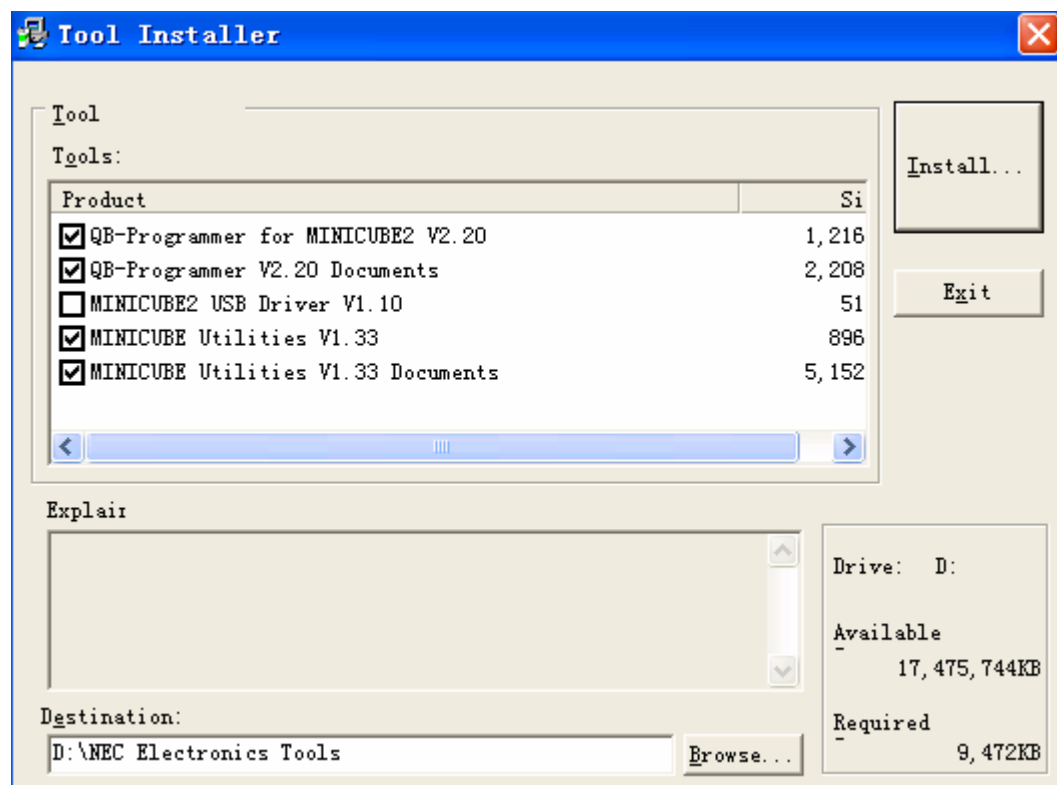 Tool Installer
Tool
Tools:
Install...
Product Si
QB-Programmer for MINICUBE2 V2.20 1,216
QB-Programmer V2.20 Documents 2,208
MINICUBE2 USB Driver V1.10 51
MINICUBE Utilities V1.33 896
MINICUBE Utilities V1.33 Documents 5,152
Exit
Explai
Drive: D:
Available
17,475,744KB
Required
9,472KB
Destination:
D:\NEC Electronics Tools
Browse...